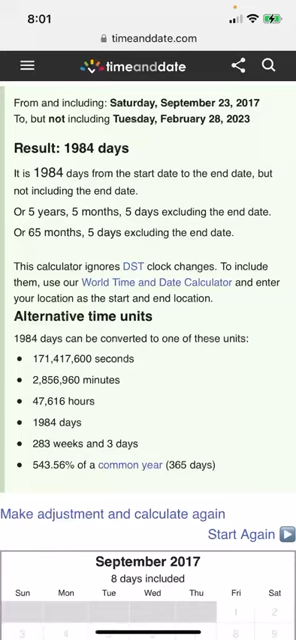 8:01
timeanddate.com
timeanddate
From and including: Saturday, September 23, 2017
To, but not including Tuesday, February 28, 2023
Result: 1984 days
It is 1984 days from the start date to the end date, but
not including the end date.
Or 5 years, 5 months, 5 days excluding the end date.
Or 65 months, 5 days excluding the end date.
This calculator ignores DST clock changes. To include
them, use our World Time and Date Calculator and enter
your location as the start and end location.
Alternative time units
1984 days can be converted to one of these units:
• 171,417,600 seconds
• 2,856,960 minutes
• 47,616 hours
• 1984 days
• 283 weeks and 3 days
• 543.56% of a common year (365 days)
Make adjustment and calculate again
Start Again
September 2017
8 days included
Sun Mon Tue Wed Thu Fri Sat
1 2
3 4 8 9